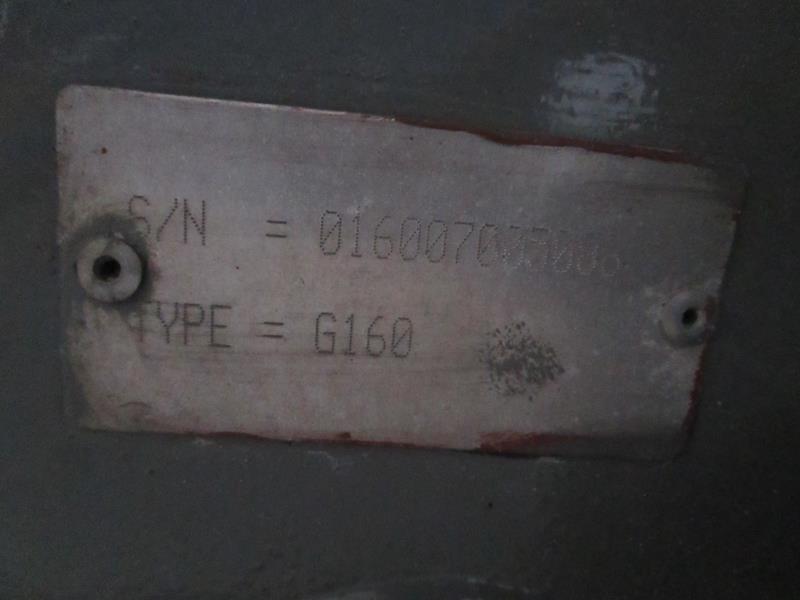 S/N =
TYPE = G160